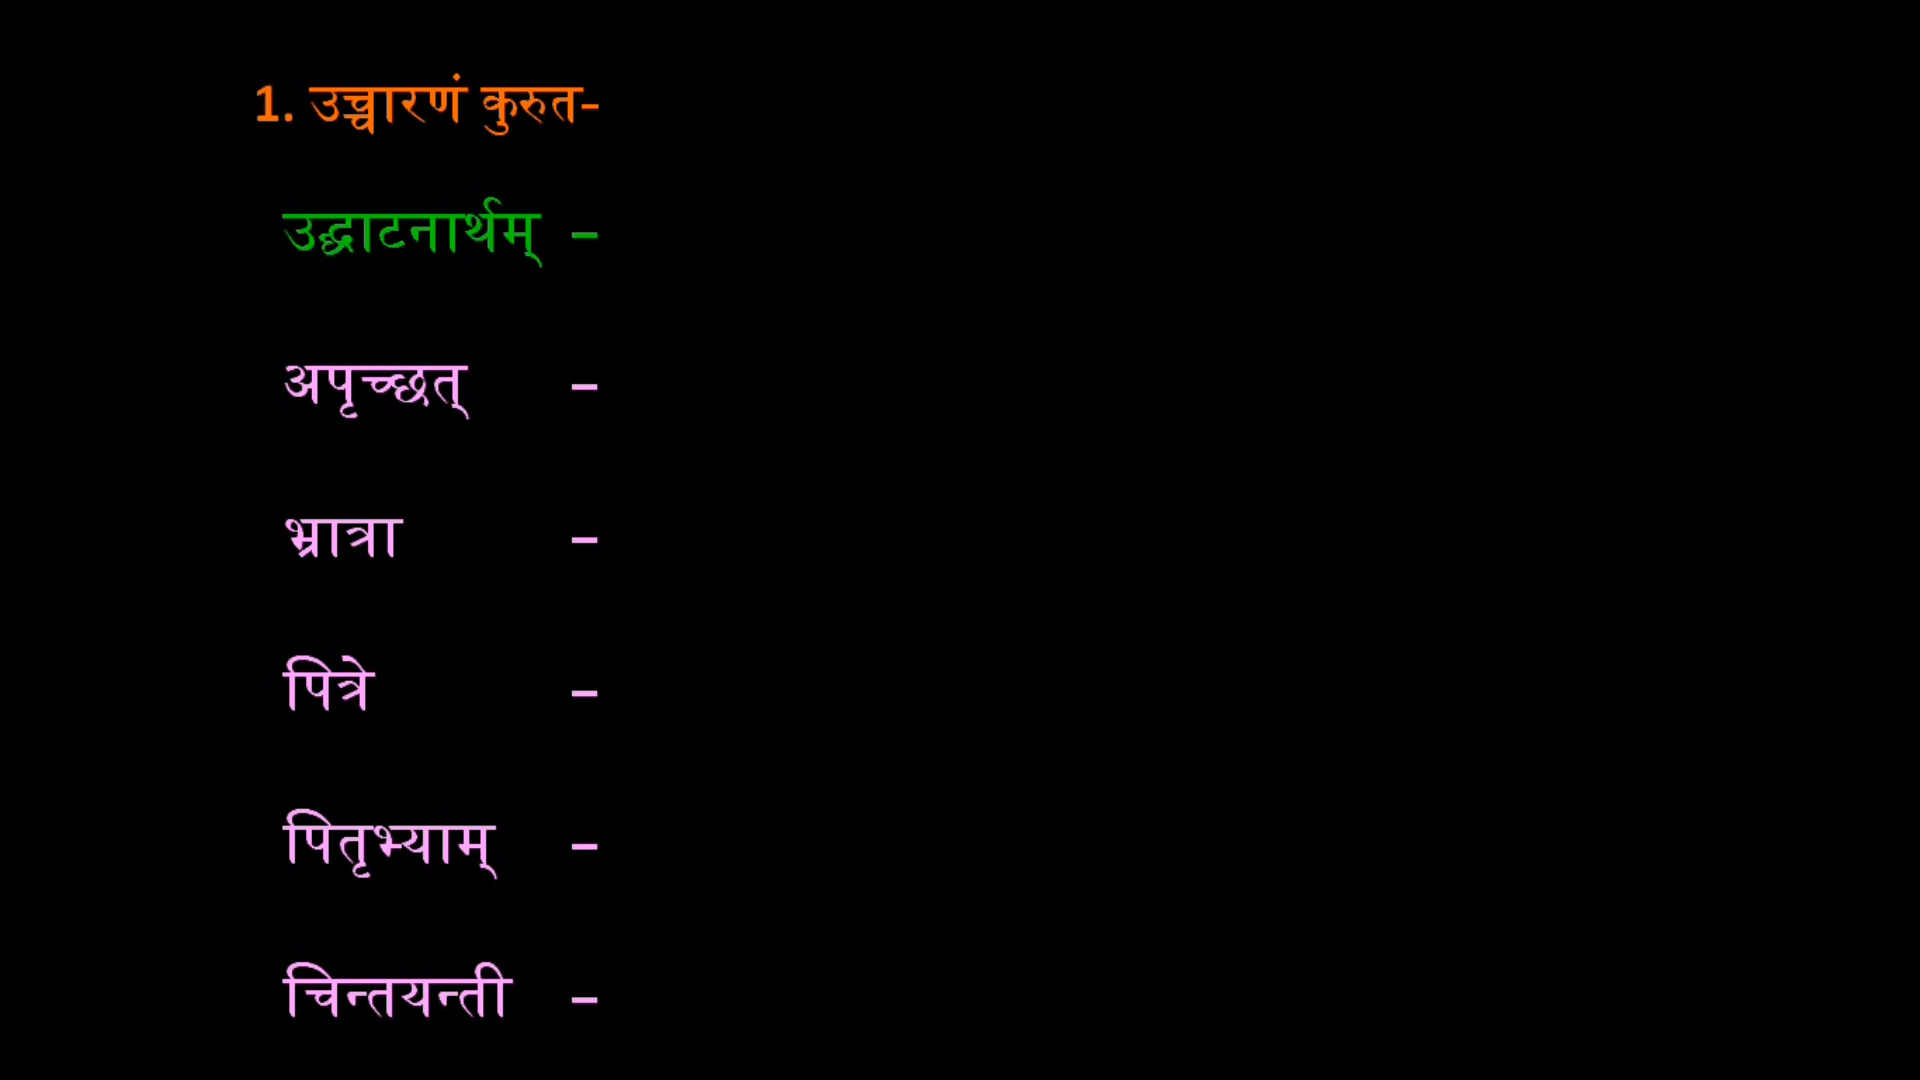 1. उच्चारणं कुरुत-
उद्घाटनार्थम् –
अपृच्छत् –
भ्रात्रा –
पित्रे –
पितृभ्याम् –
चिन्तयन्ती –